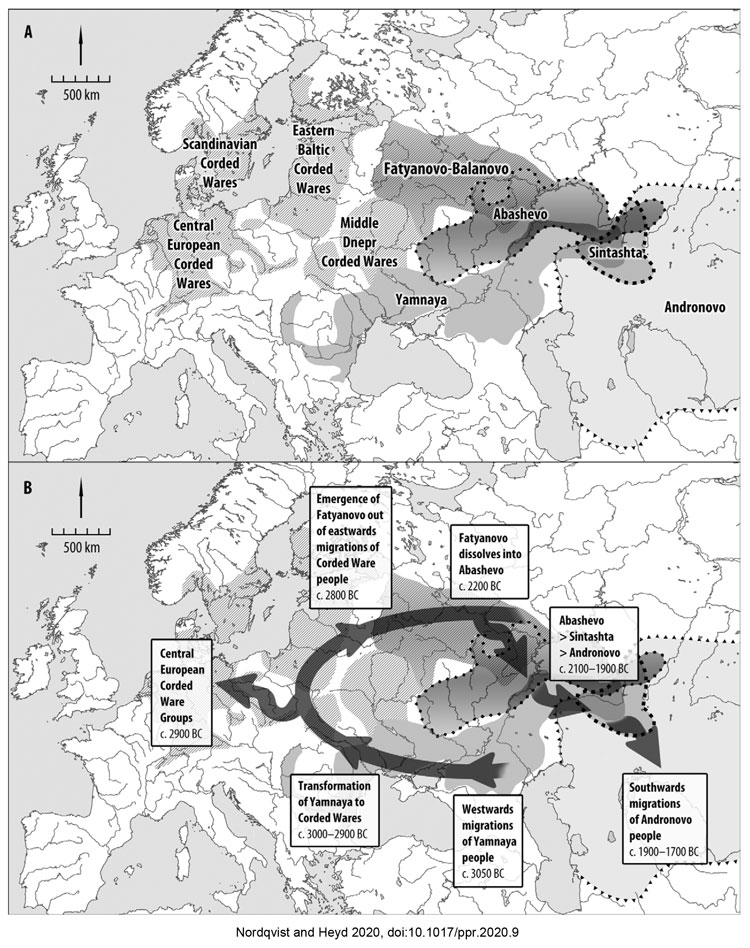 A
500 km
Scandinavian
Corded
Wares
Eastern
Baltic
Corded
Wares
Fatyanovo-Balanovo
Central
European
Corded
Wares
Middle
Dnepr
Corded Wares
Abashevo
Sintashta
Yamnaya
Andronovo
B
500 km
Emergence of
Fatyanovo out
of eastwards
migrations of
Corded Ware
people
c. 2800 BC
Fatyanovo
dissolves into
Abashevo
c. 2200 BC
Abashevo
> Sintashta
> Andronovo
c. 2100–1900 BC
Central
European
Corded
Ware
Groups
c. 2900 BC
Transformation
of Yamnaya to
Corded Wares
c. 3000–2900 BC
Westwards
migrations
of Yamnaya
people
c. 3050 BC
Southwards
migrations
of Andronovo
people
c. 1900–1700 BC
Nordqvist and Heyd 2020, doi:10.1017/ppr.2020.9